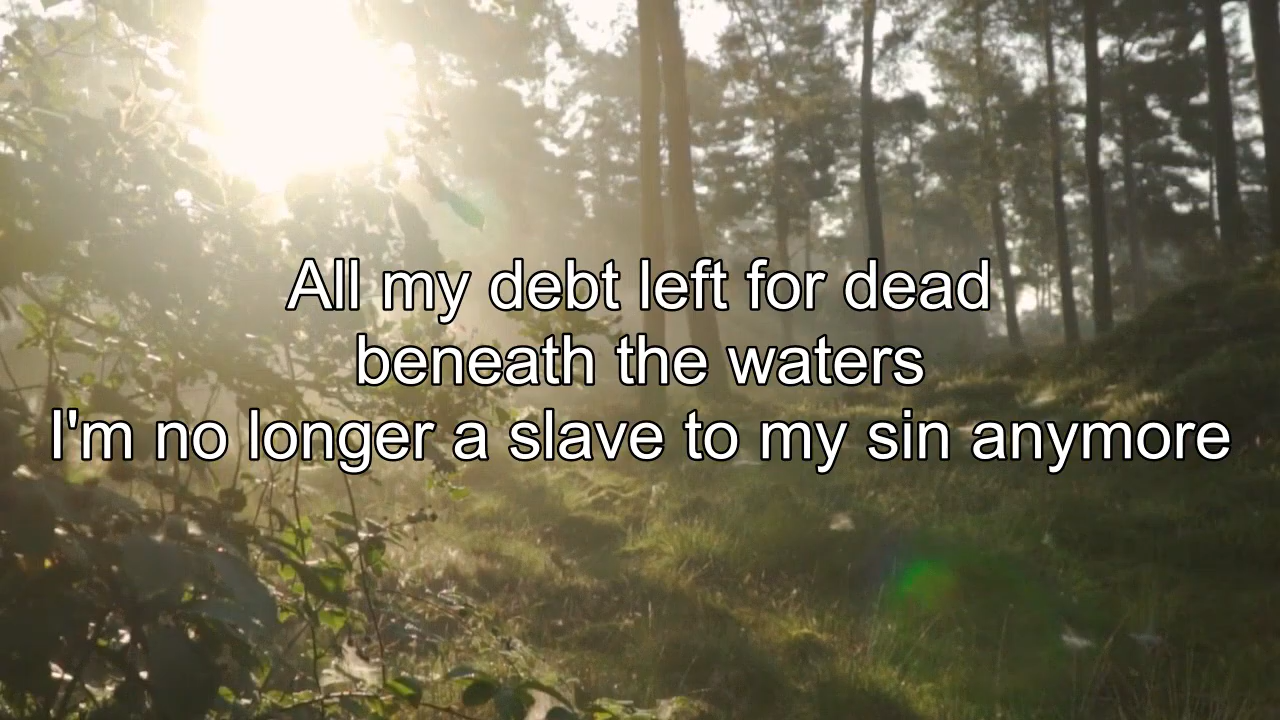 All my debt left for dead
beneath the waters
I'm no longer a slave to my sin anymore